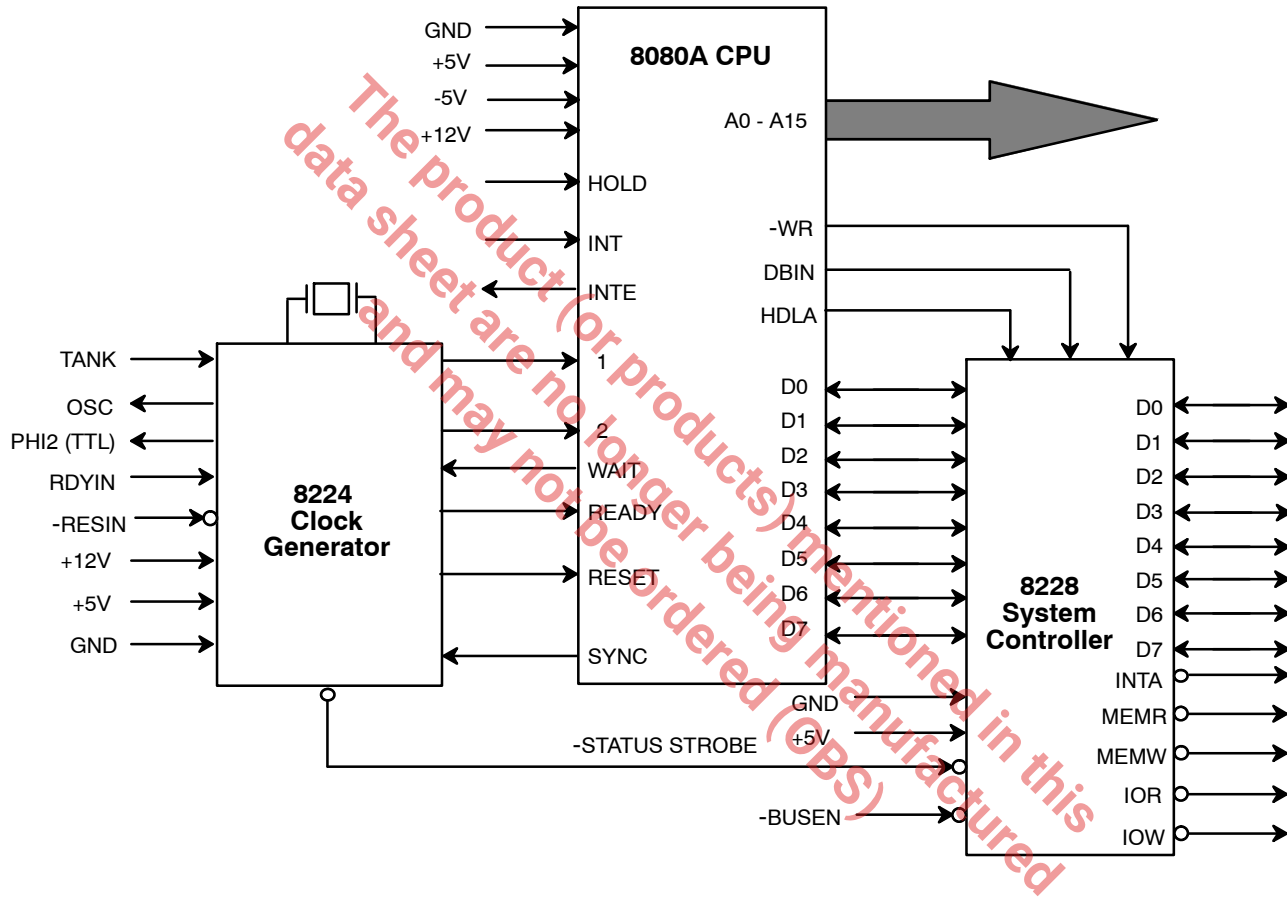 GND
+5V
-5V
+12V
HOLD
INT
INTE
1
2
WAIT
READY
RESET
SYNC
8080A CPU
A0 - A15
-WR
DBIN
HDLA
D0
D1
D2
D3
D4
D5
D6
D7
TANK
OSC
PHI2 (TTL)
RDYIN
-RESIN
+12V
+5V
GND
8224
Clock
Generator
GND
+5V
-STATUS STROBE
-BUSEN
8228
System
Controller
D0
D1
D2
D3
D4
D5
D6
D7
INTA
MEMR
MEMW
IOR
IOW
The product (or products) mentioned in this
data sheet are no longer being manufactured
and may not be ordered (OBS)